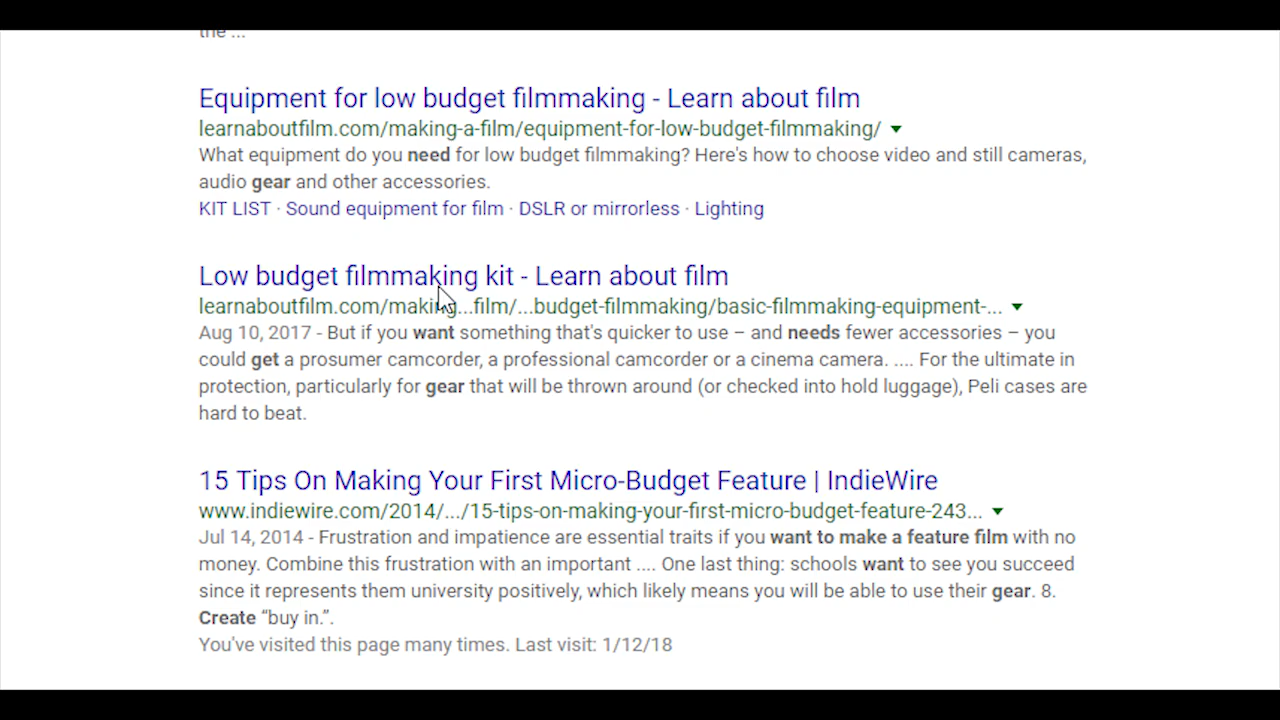 the ...
Equipment for low budget filmmaking - Learn about film
learnaboutfilm.com/making-a-film/equipment-for-low-budget-filmmaking/
What equipment do you need for low budget filmmaking? Here's how to choose video and still cameras,
audio gear and other accessories.
KIT LIST · Sound equipment for film · DSLR or mirrorless · Lighting
Low budget filmmaking kit - Learn about film
learnaboutfilm.com/making...film/...budget-filmmaking/basic-filmmaking-equipment-...
Aug 10, 2017 - But if you want something that's quicker to use – and needs fewer accessories – you
could get a prosumer camcorder, a professional camcorder or a cinema camera. .... For the ultimate in
protection, particularly for gear that will be thrown around (or checked into hold luggage), Peli cases are
hard to beat.
15 Tips On Making Your First Micro-Budget Feature | IndieWire
www.indiewire.com/2014/.../15-tips-on-making-your-first-micro-budget-feature-243...
Jul 14, 2014 - Frustration and impatience are essential traits if you want to make a feature film with no
money. Combine this frustration with an important .... One last thing: schools want to see you succeed
since it represents them university positively, which likely means you will be able to use their gear. 8.
Create “buy in.”.
You've visited this page many times. Last visit: 1/12/18